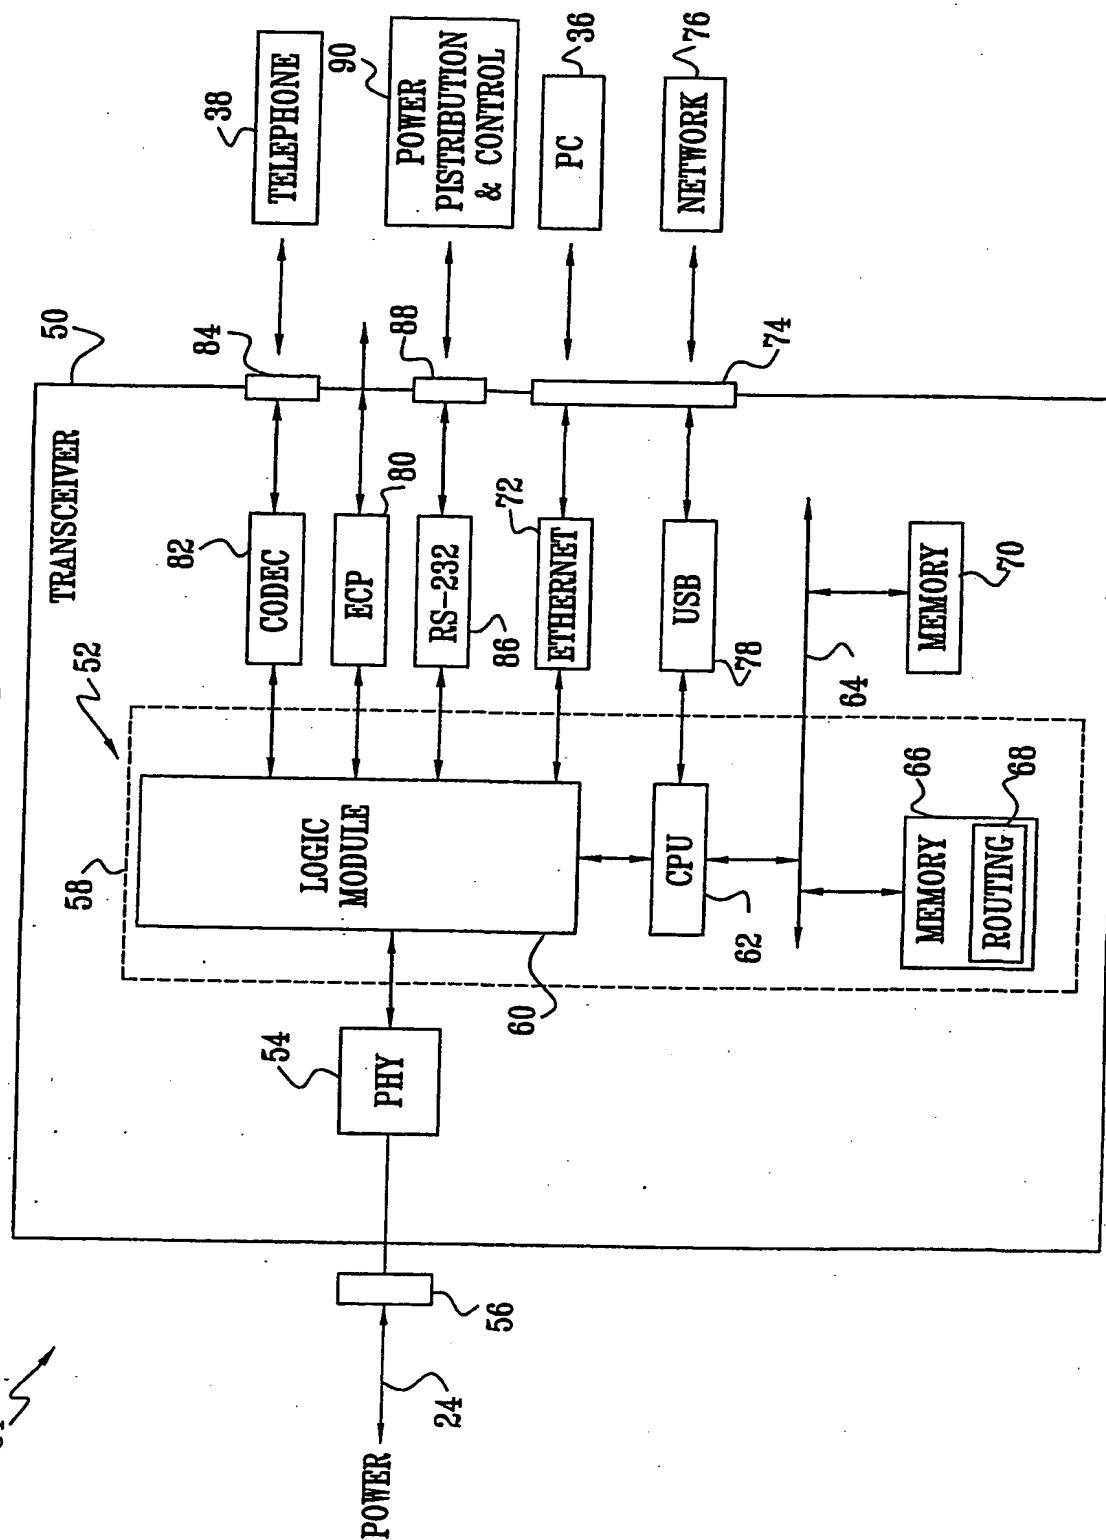 50
TRANSCEIVER
52
58
LOGIC
MODULE
60
54
PHY
56
24
POWER
82
CODEC
84
38
TELEPHONE
80
ECP
RS-232
86
88
90
POWER
PISTRIBUTION
& CONTROL
72
ETHERNET
74
36
PC
CPU
62
USB
78
76
NETWORK
64
66
MEMORY
68
ROUTING
MEMORY
70